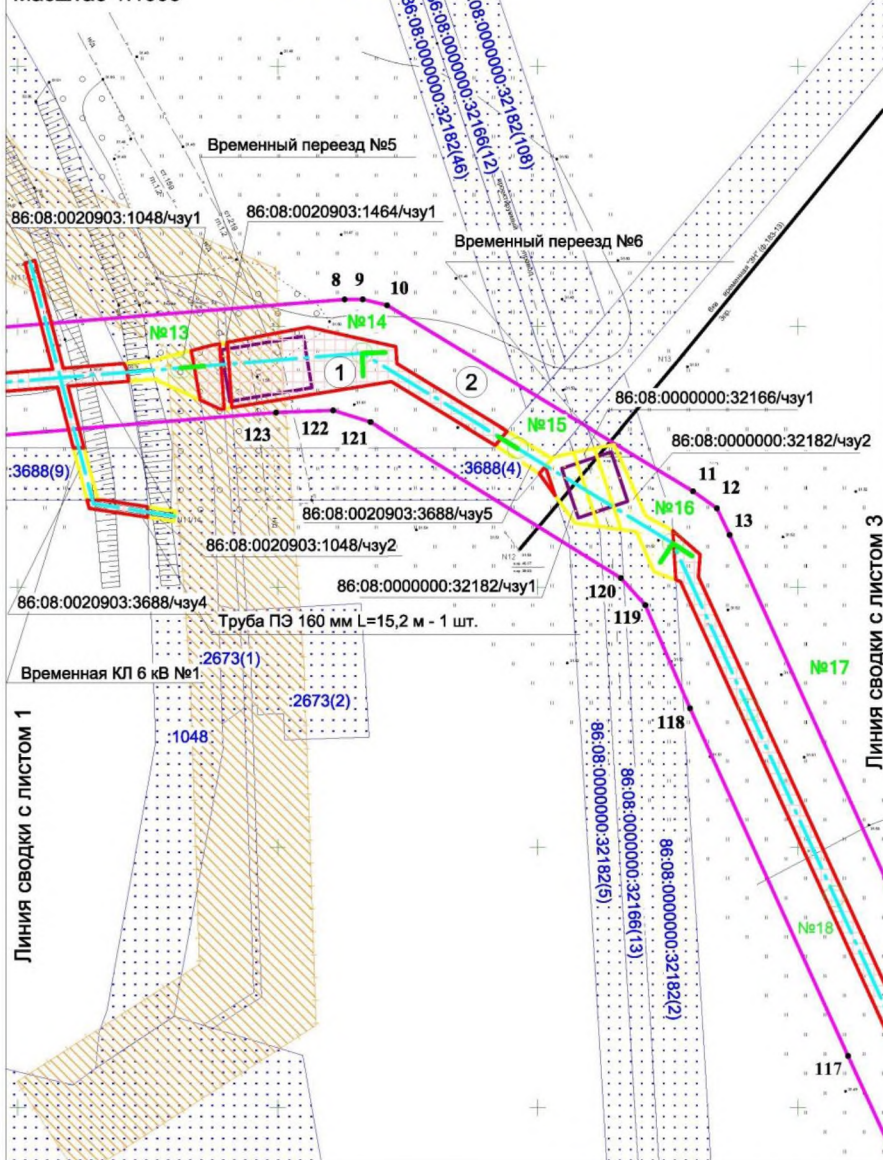 86:08:0000000:32182(46)
86:08:0000000:32166(12)
86:08:0000000:32182(108)
Временный переезд №5
86:08:0020903:1048/чзу1
86:08:0020903:1464/чзу1
Временный переезд №6
8
9
10
№13
№14
1
2
N13
86:08:0000000:32166/чзу1
123
122
121
№15
86:08:0000000:32182/чзу2
:3688(9)
:3688(4)
11
12
13
86:08:0020903:3688/чзу5
№16
86:08:0020903:1048/чзу2
N12
86:08:0000000:32182/чзу1
120
119
86:08:0020903:3688/чзу4
Труба ПЭ 160 мм L=15,2 м - 1 шт.
Временная КЛ 6 кВ №1
:2673(1)
:2673(2)
№17
118
:1048
Линия сводки с листом 1
Линия сводки с листом 3
86:08:0000000:32182(5)
86:08:0000000:32166(13)
86:08:0000000:32182(2)
№18
117